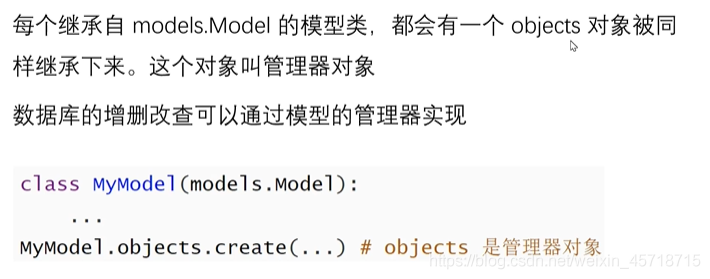 每个继承自 models.Model 的模型类，都会有一个 objects 对象被同
样继承下来。这个对象叫管理器对象
数据库的增删改查可以通过模型的管理器实现
class MyModel(models.Model):
    ...
MyModel.objects.create(...) # objects 是管理器对象
https://blog.csdn.net/weixin_45718715